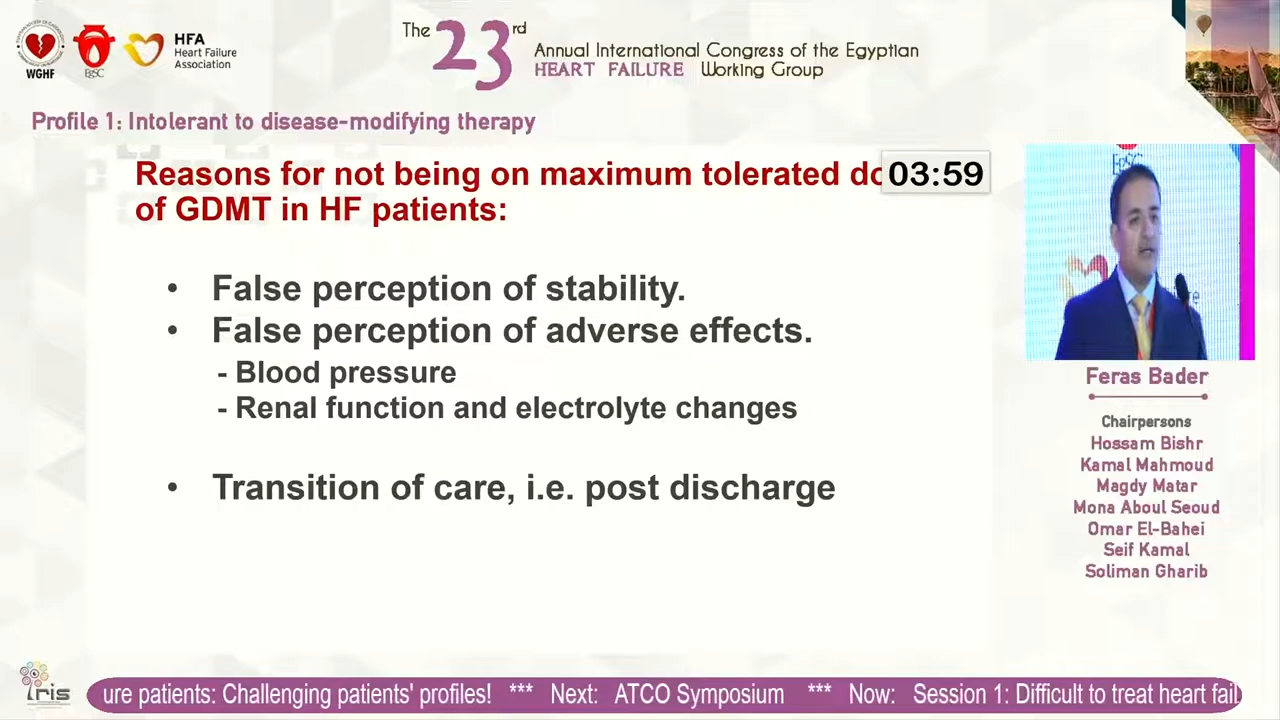 WGHF
EgSC
HFA
Heart Failure
Association
The 23rd
Annual International Congress of the Egyptian
HEART FAILURE Working Group
Profile 1: Intolerant to disease-modifying therapy
Reasons for not being on maximum tolerated do
03:59
of GDMT in HF patients:
• False perception of stability.
• False perception of adverse effects.
- Blood pressure
- Renal function and electrolyte changes
• Transition of care, i.e. post discharge
Feras Bader
Chairpersons
Hossam Bishr
Kamal Mahmoud
Magdy Matar
Mona Aboul Seoud
Omar El-Bahei
Seif Kamal
Soliman Gharib
Iris
ure patients: Challenging patients' profiles! *** Next: ATCO Symposium *** Now: Session 1: Difficult to treat heart fail